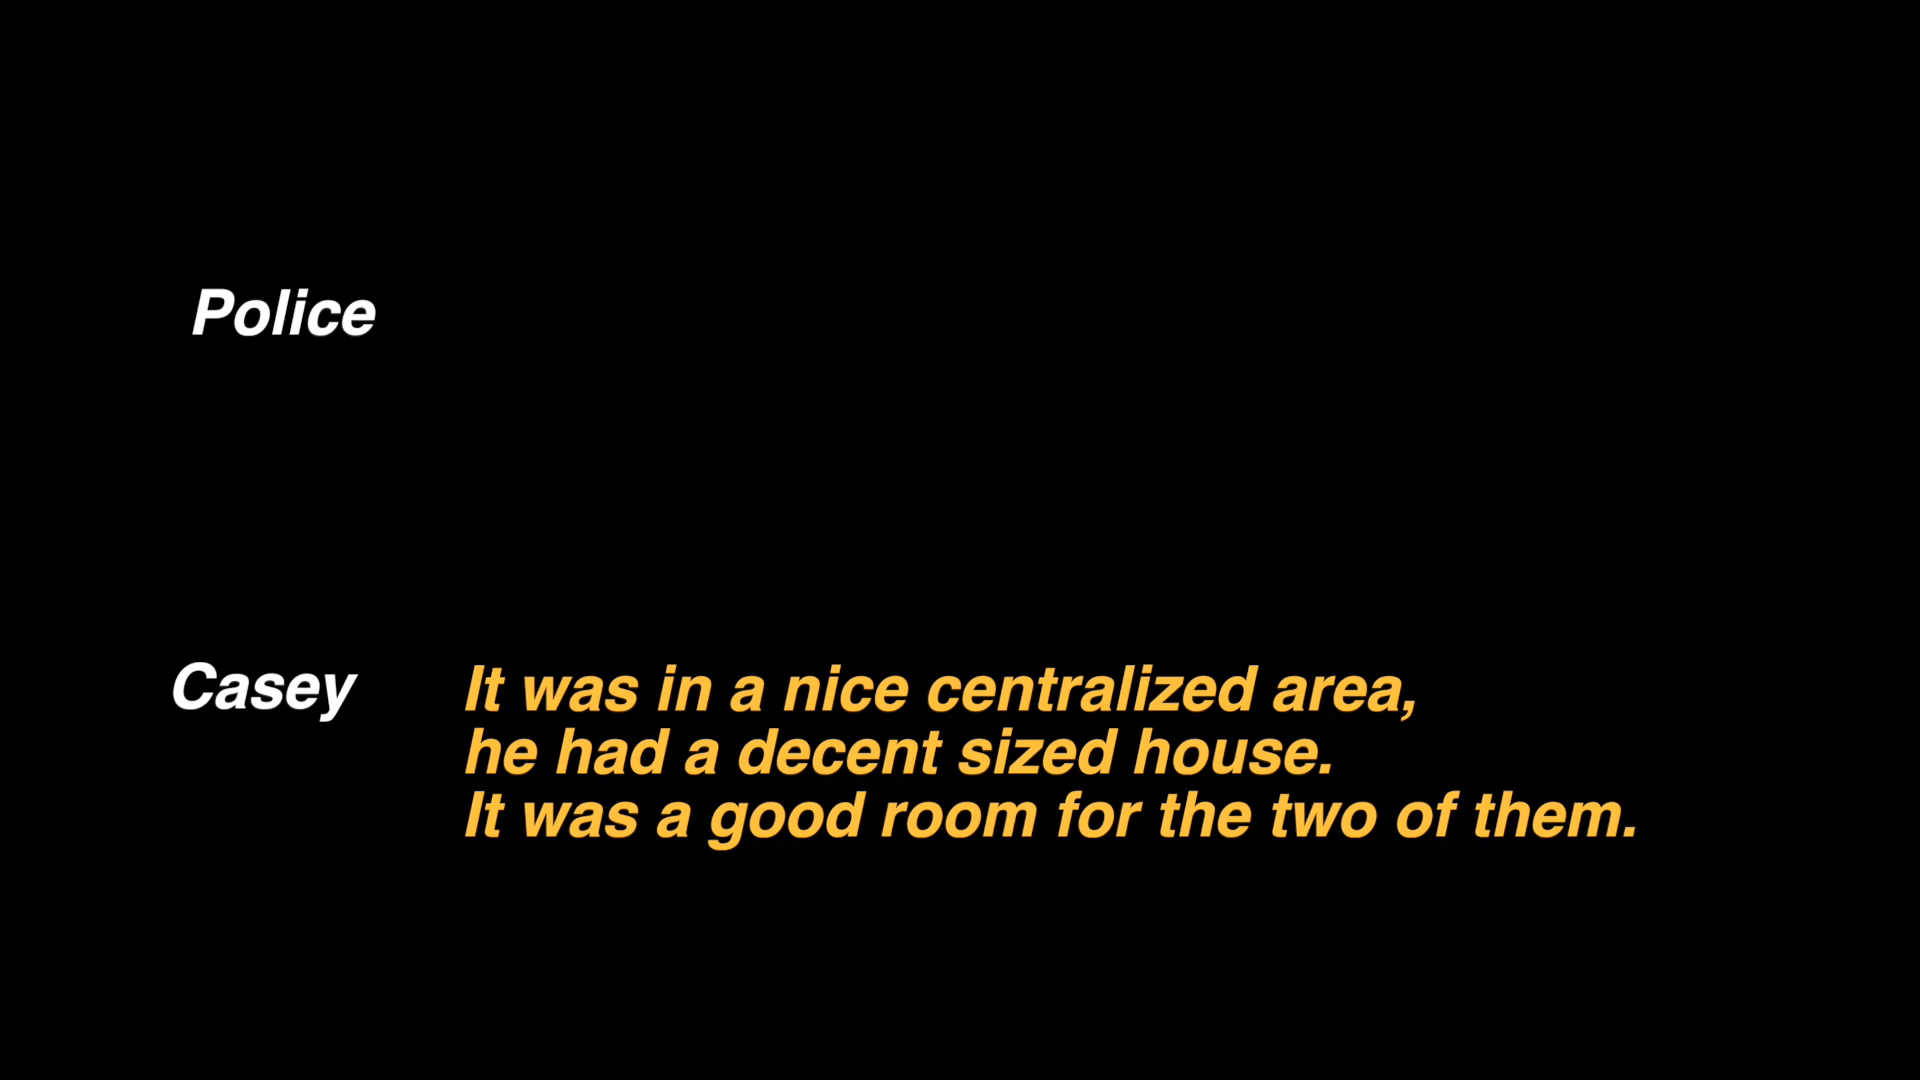 Police
Casey
It was in a nice centralized area,
he had a decent sized house.
It was a good room for the two of them.